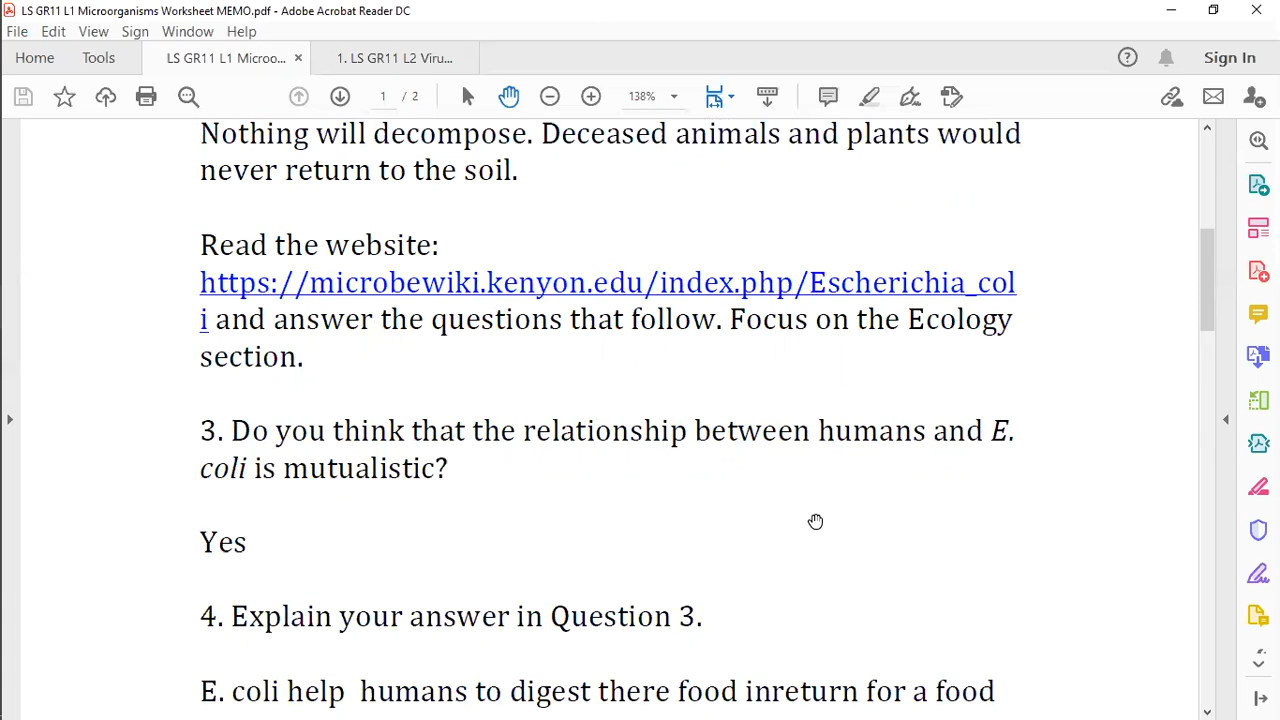 LS GR11 L1 Microorganisms Worksheet MEMO.pdf - Adobe Acrobat Reader DC
File Edit View Sign Window Help
Home Tools LS GR11 L1 Microo... × 1. LS GR11 L2 Viru... Sign In
1 / 2 138%
Nothing will decompose. Deceased animals and plants would
never return to the soil.
Read the website:
https://microbewiki.kenyon.edu/index.php/Escherichia_col
i and answer the questions that follow. Focus on the Ecology
section.
3. Do you think that the relationship between humans and E.
coli is mutualistic?
Yes
4. Explain your answer in Question 3.
E. coli help  humans to digest there food inreturn for a food